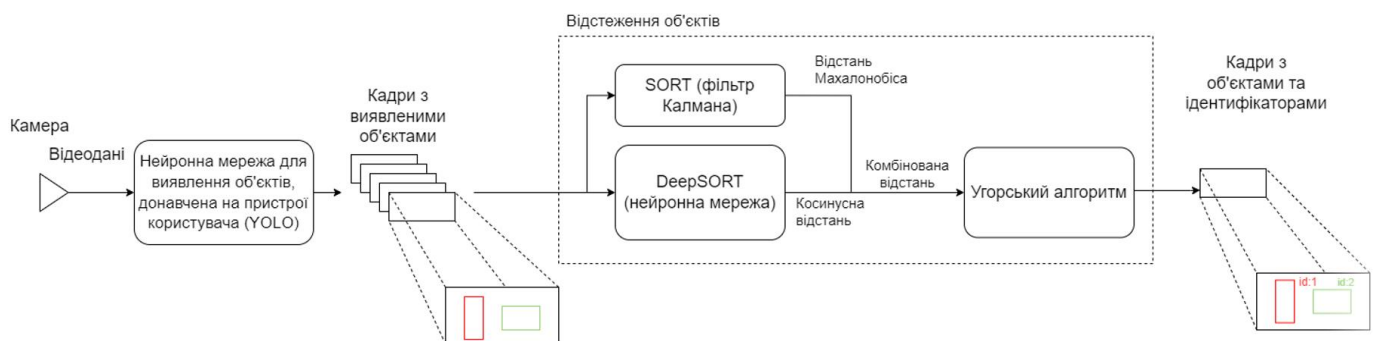 Камера
Відеодані
Нейронна мережа для
виявлення об'єктів,
донавчена на пристрої
користувача (YOLO)
Кадри з
виявленими
об'єктами
Відстеження об'єктів
SORT (фільтр
Калмана)
Відстань
Махалонобіса
DeepSORT
(нейронна мережа)
Косинусна
відстань
Комбінована
відстань
Угорський алгоритм
Кадри з
об'єктами та
ідентифікаторами
id:1
id:2